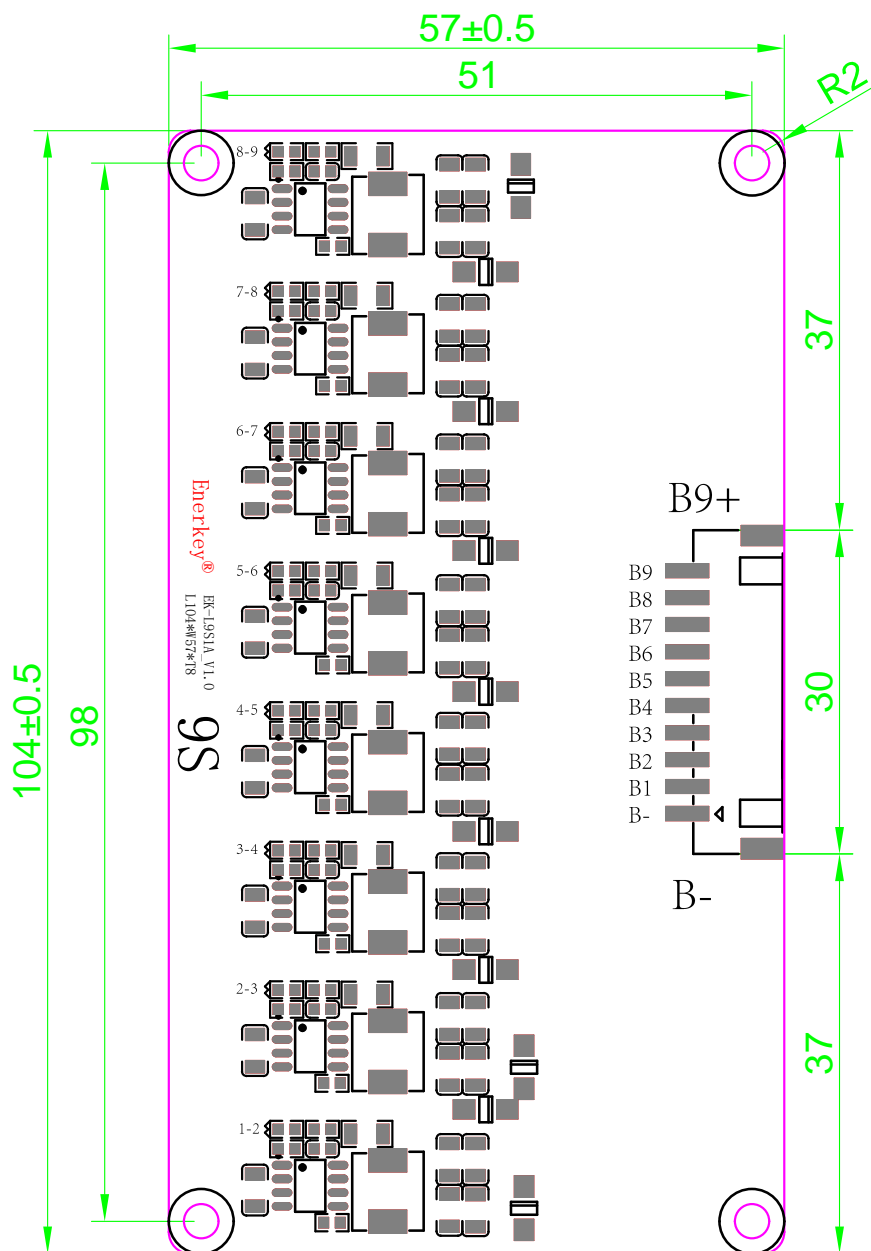 57±0.5
51
R2
8-9
7-8
37
6-7
Enerkey®
B9+
B9
5-6
EK-L9S1A_V1.0
L104*W57*T8
B8
B7
B6
B5
30
104±0.5
98
4-5
9S
B4
B3
B2
B1
B-
3-4
B-
2-3
37
1-2